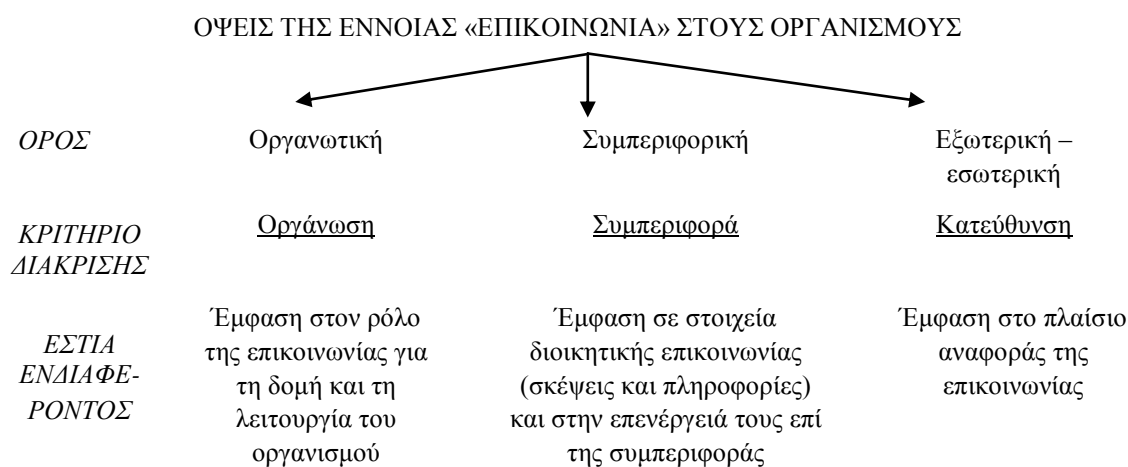 ΟΨΕΙΣ ΤΗΣ ΕΝΝΟΙΑΣ «ΕΠΙΚΟΙΝΩΝΙΑ» ΣΤΟΥΣ ΟΡΓΑΝΙΣΜΟΥΣ
ΟΡΟΣ
Οργανωτική
Συμπεριφορική
Εξωτερική –
εσωτερική
ΚΡΙΤΗΡΙΟ
ΔΙΑΚΡΙΣΗΣ
Οργάνωση
Συμπεριφορά
Κατεύθυνση
ΕΣΤΙΑ
ΕΝΔΙΑΦΕ-
ΡΟΝΤΟΣ
Έμφαση στον ρόλο
της επικοινωνίας για
τη δομή και τη
λειτουργία του
οργανισμού
Έμφαση σε στοιχεία
διοικητικής επικοινωνίας
(σκέψεις και πληροφορίες)
και στην επενέργειά τους επί
της συμπεριφοράς
Έμφαση στο πλαίσιο
αναφοράς της
επικοινωνίας